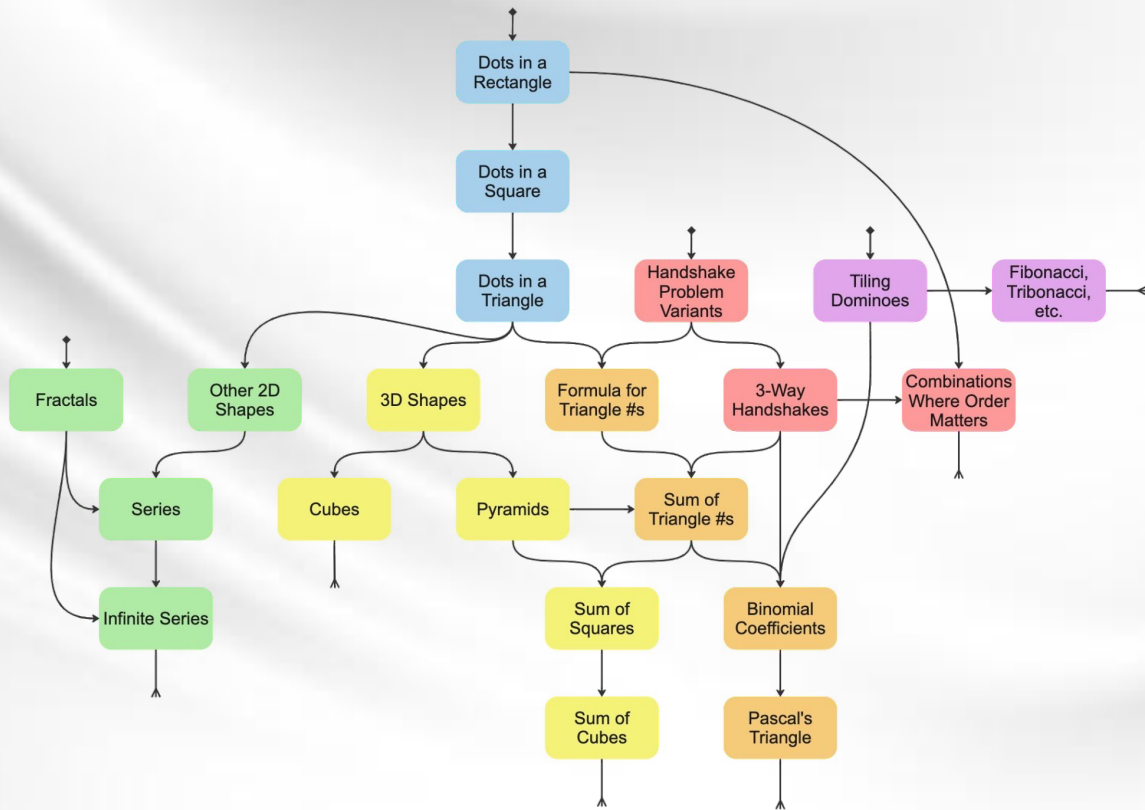 Dots in a
Rectangle
Dots in a
Square
Dots in a
Triangle
Handshake
Problem
Variants
Tiling
Dominoes
Fibonacci,
Tribonacci,
etc.
Fractals
Other 2D
Shapes
3D Shapes
Formula for
Triangle #s
3-Way
Handshakes
Combinations
Where Order
Matters
Series
Cubes
Pyramids
Sum of
Triangle #s
Infinite Series
Sum of
Squares
Binomial
Coefficients
Sum of
Cubes
Pascal's
Triangle